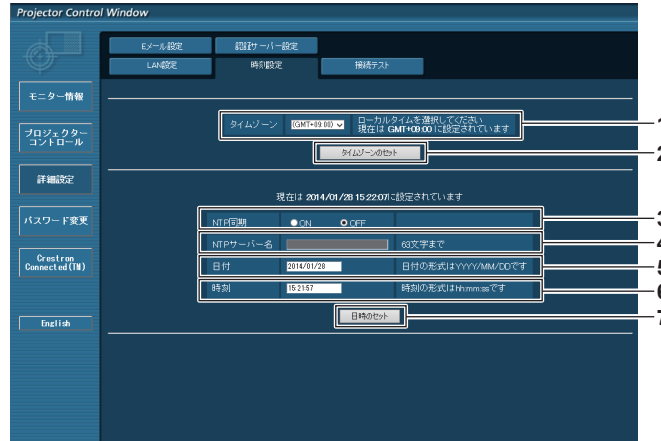 Projector Control Window
Eメール設定
認証サーバー設定
LAN設定
時刻設定
接続テスト
モニター情報
プロジェクター
コントロール
詳細設定
パスワード変更
Crestron
Connected(TM)
English
タイムゾーン
(GMT+09:00)
ローカルタイムを選択してください
現在は GMT+09:00 に設定されています
タイムゾーンのセット
現在は 2014/01/28 15:22:07に設定されています
NTP同期
ON
OFF
NTPサーバー名
63文字まで
日付
2014/01/28
日付の形式はYYYY/MM/DDです
時刻
15:21:57
時刻の形式はhh:mm:ssです
日時のセット
1
2
3
4
5
6
7